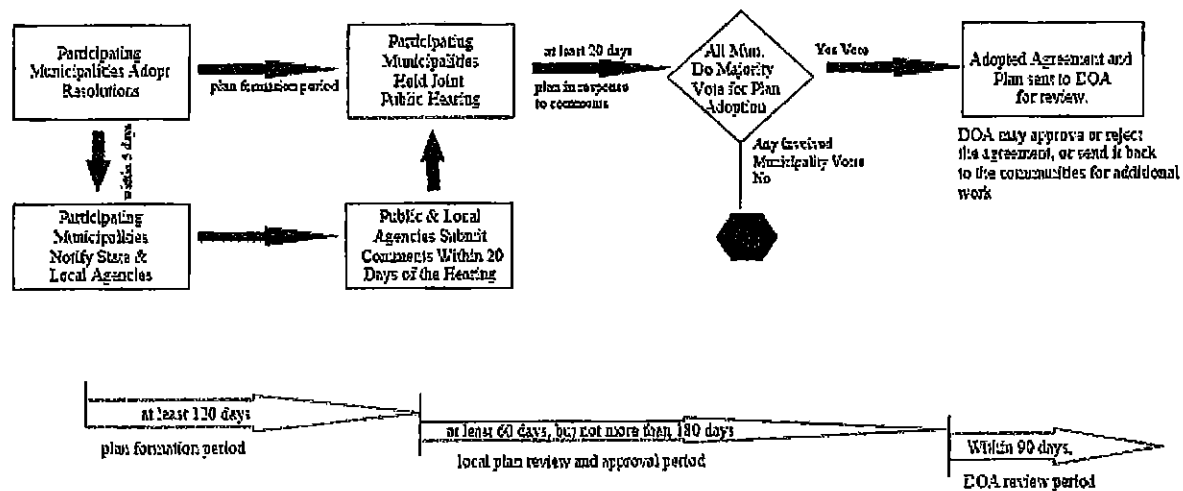 Participating
Municipalities Adopt
Resolutions
plan formation period
Participating
Municipalities
Hold Joint
Public Hearing
at least 20 days
plan in response
to comments
All Mun.
Do Majority
Vote for Plan
Adoption
Yes Vote
Adopted Agreement and
Plan sent to DOA
for review.
DOA may approve or reject
the agreement, or send it back
to the communities for additional
work
within 5 days
Any Involved
Municipality Votes
No
Participating
Municipalities
Notify State &
Local Agencies
Public & Local
Agencies Submit
Comments Within 20
Days of the Hearing
at least 120 days
plan formation period
at least 60 days, but not more than 180 days
local plan review and approval period
Within 90 days,
DOA review period